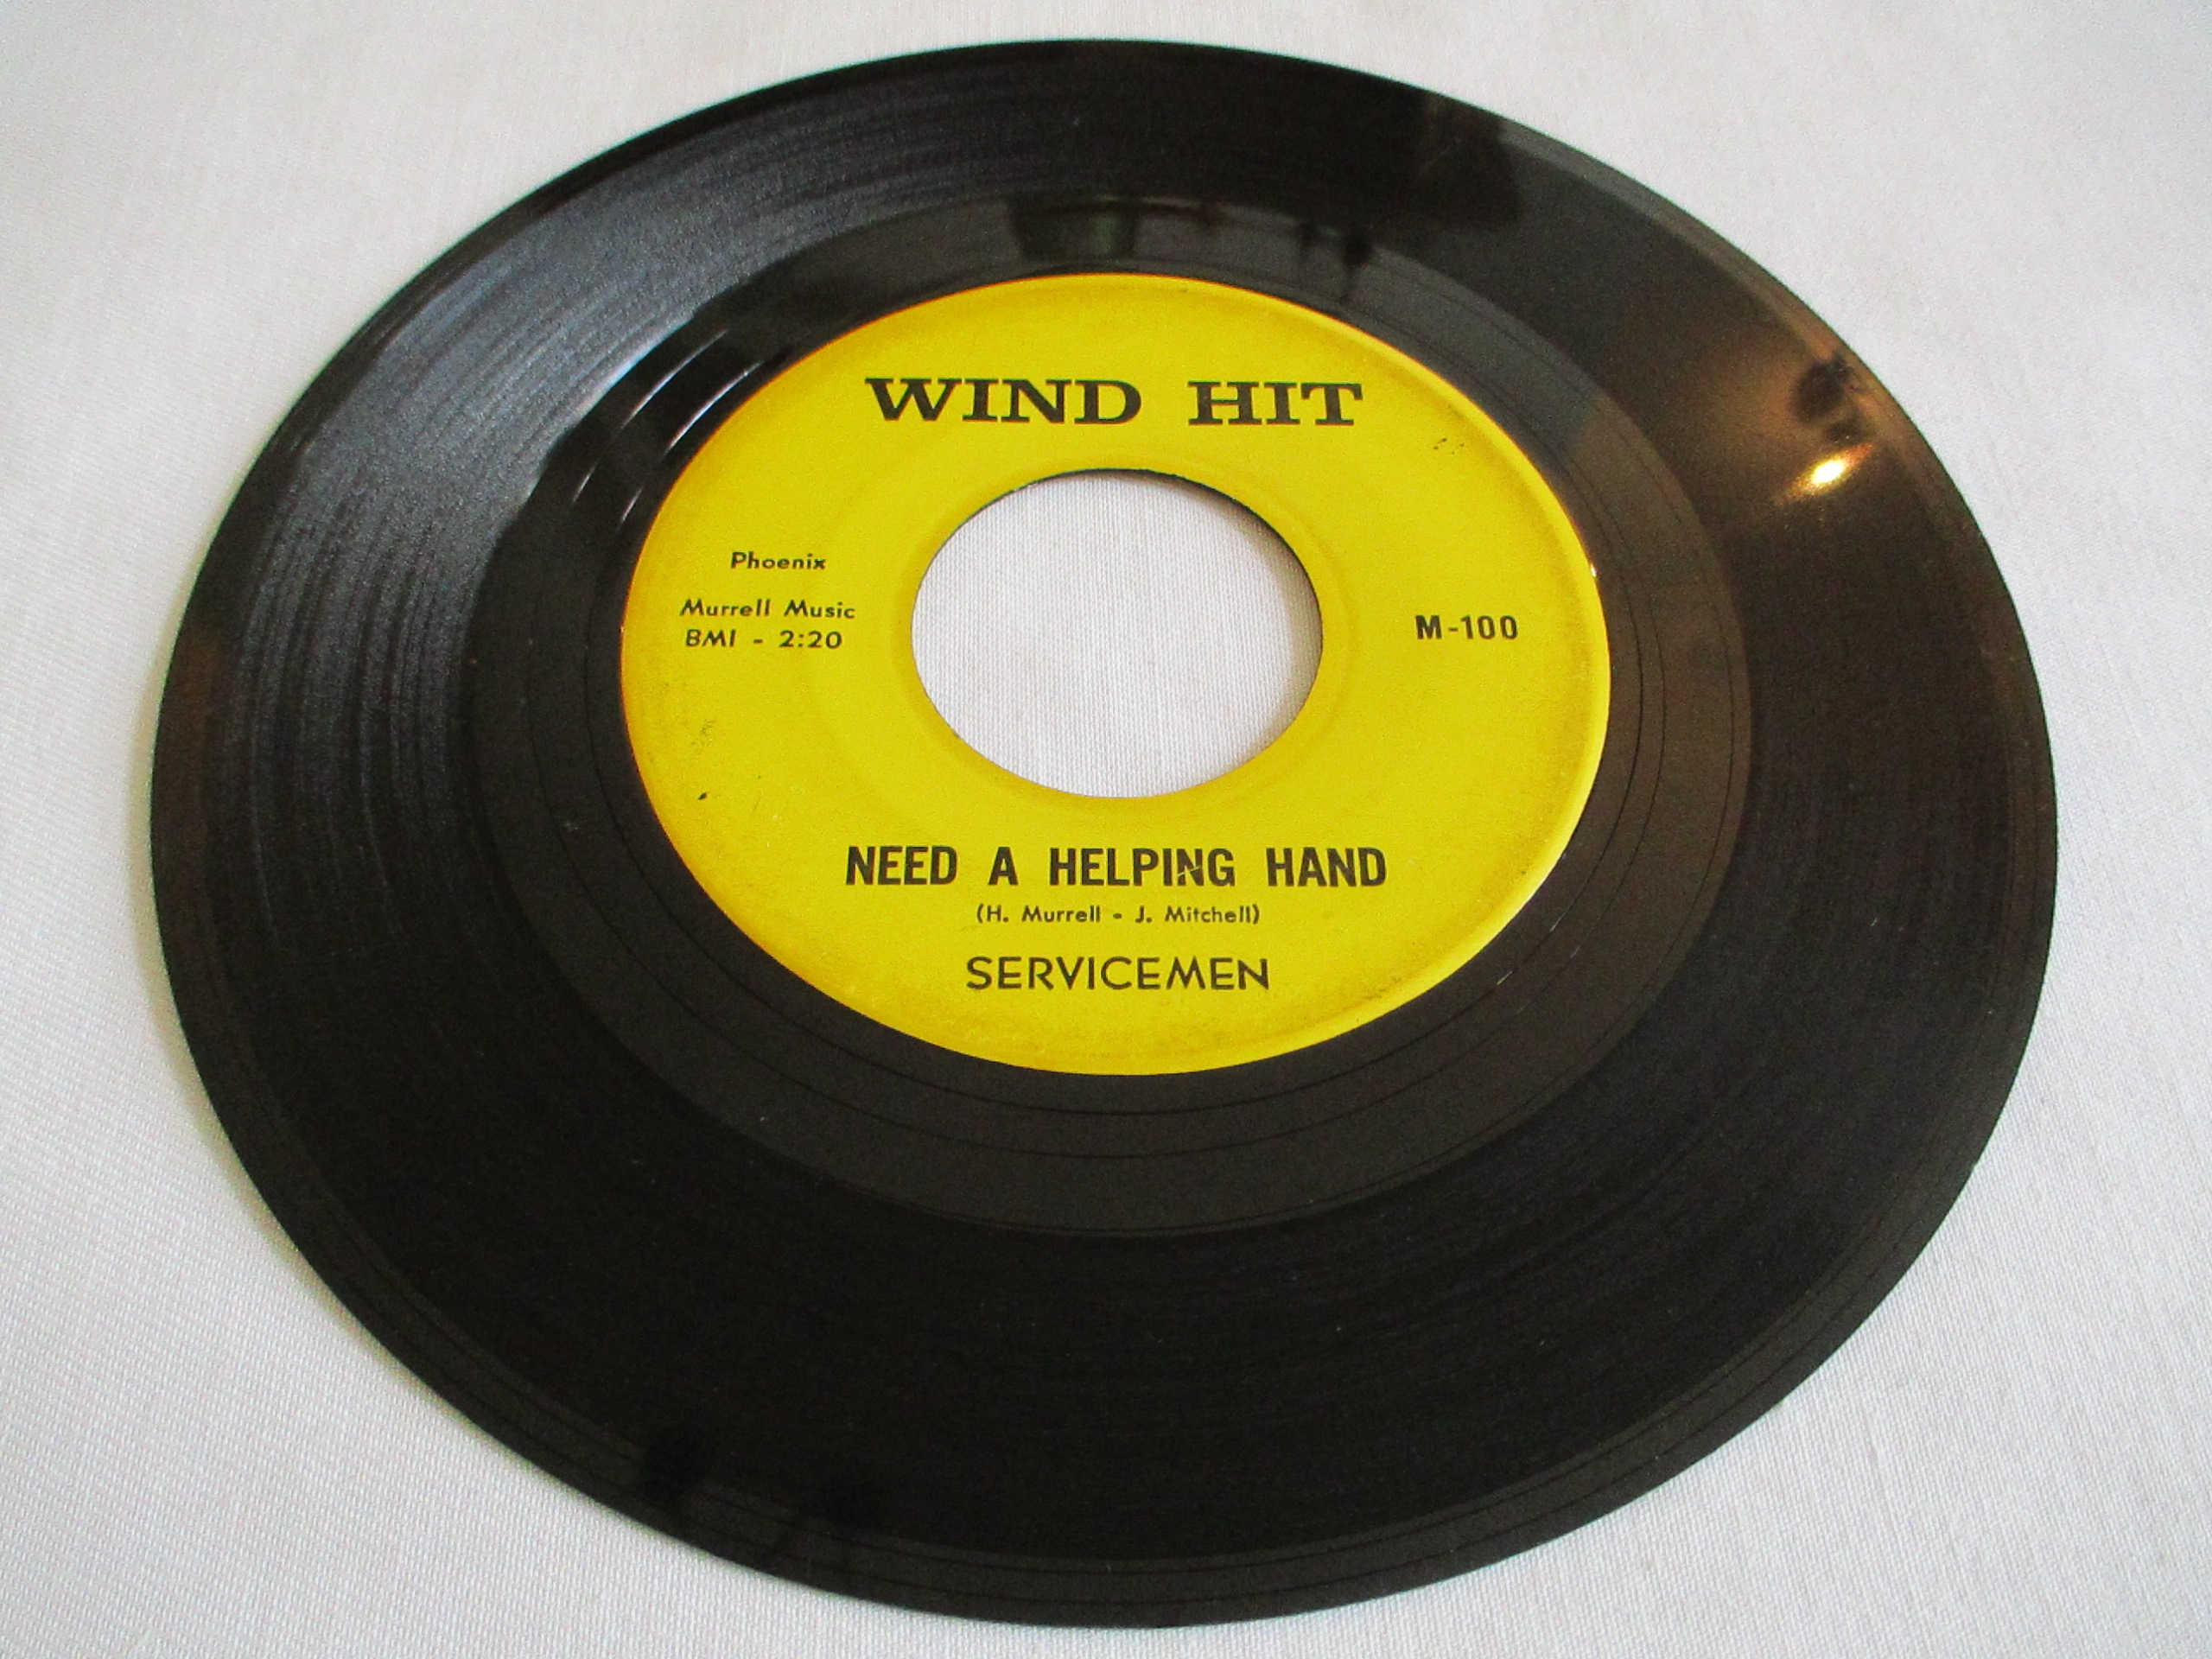 WIND HIT
Phoenix
Murrell Music
BMI - 2:20
M-100
NEED A HELPING HAND
(H. Murrell - J. Mitchell)
SERVICEMEN